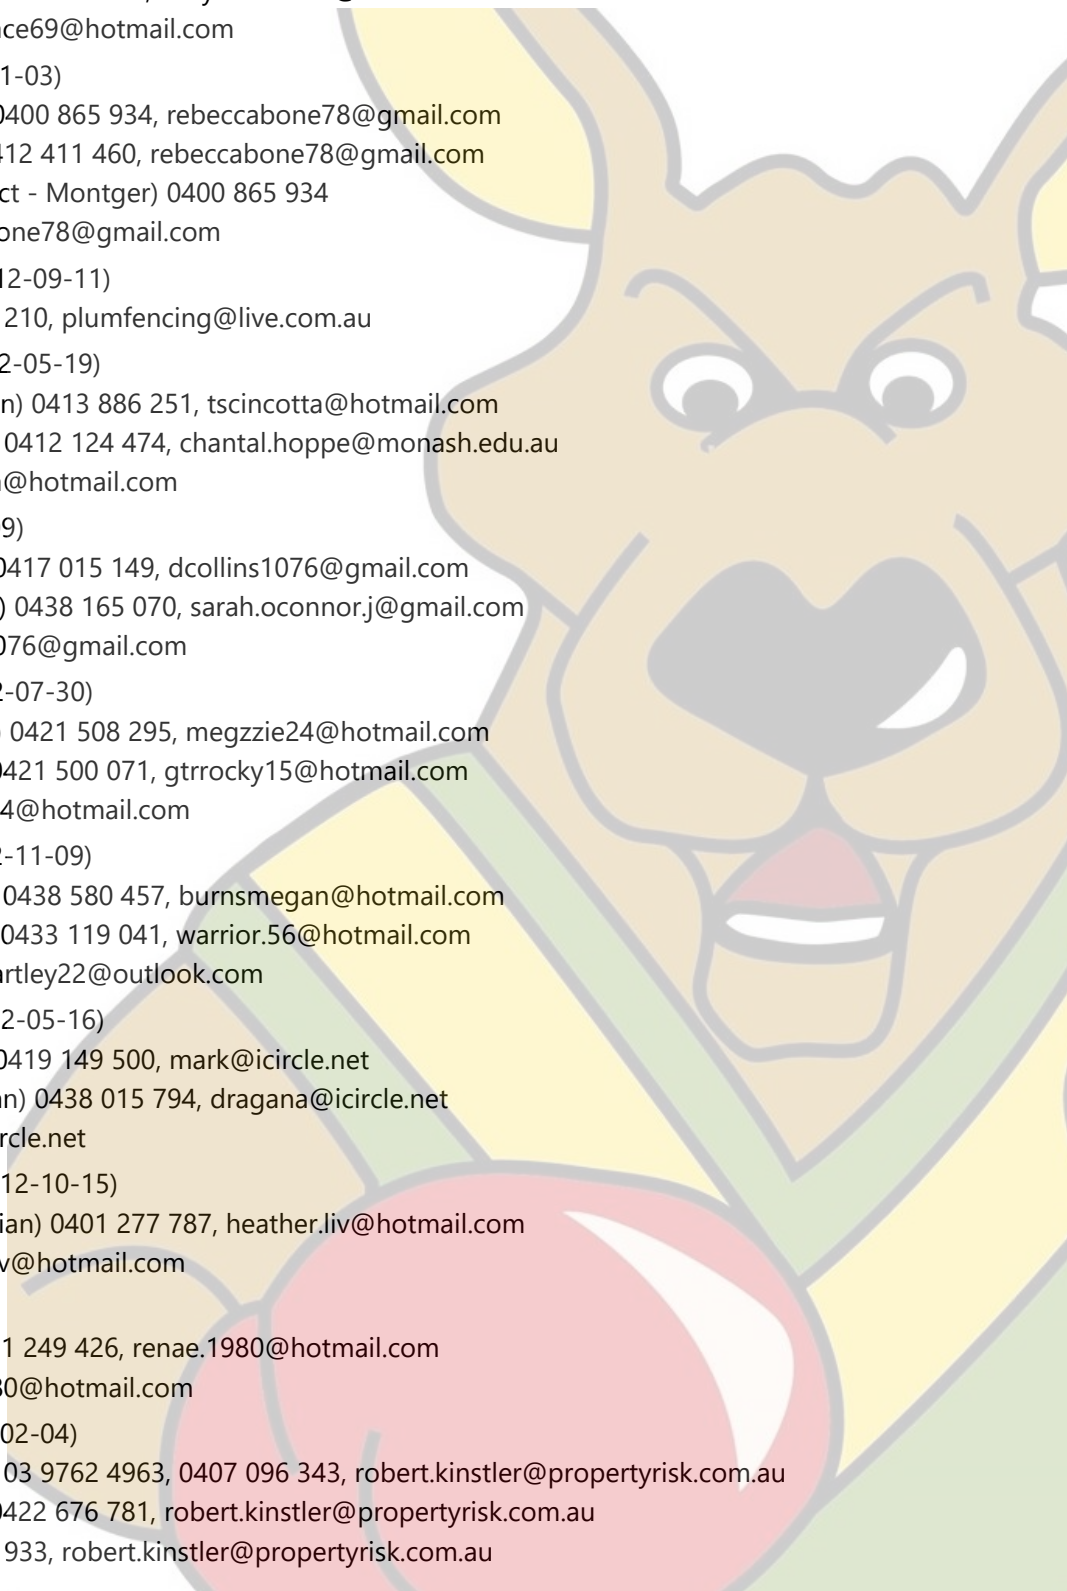 ce69@hotmail.com
1-03)
0400 865 934, rebeccabone78@gmail.com
412 411 460, rebeccabone78@gmail.com
ct - Montger) 0400 865 934
one78@gmail.com
12-09-11)
210, plumfencing@live.com.au
2-05-19)
n) 0413 886 251, tscincotta@hotmail.com
0412 124 474, chantal.hoppe@monash.edu.au
@hotmail.com
9)
0417 015 149, dcollins1076@gmail.com
) 0438 165 070, sarah.oconnor.j@gmail.com
076@gmail.com
2-07-30)
0421 508 295, megzzie24@hotmail.com
0421 500 071, gtrrocky15@hotmail.com
4@hotmail.com
2-11-09)
0438 580 457, burnsmegan@hotmail.com
0433 119 041, warrior.56@hotmail.com
artley22@outlook.com
2-05-16)
0419 149 500, mark@icircle.net
an) 0438 015 794, dragana@icircle.net
rcle.net
12-10-15)
ian) 0401 277 787, heather.liv@hotmail.com
v@hotmail.com
1 249 426, renae.1980@hotmail.com
80@hotmail.com
02-04)
03 9762 4963, 0407 096 343, robert.kinstler@propertyrisk.com.au
0422 676 781, robert.kinstler@propertyrisk.com.au
933, robert.kinstler@propertyrisk.com.au